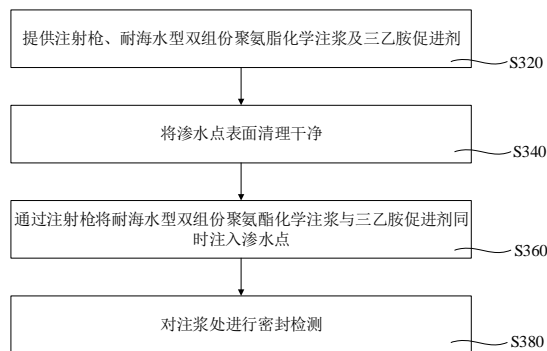 提供注射枪、耐海水型双组份聚氨脂化学注浆及三乙胺促进剂
S320
将渗水点表面清理干净
S340
通过注射枪将耐海水型双组份聚氨酯化学注浆与三乙胺促进剂同
时注入渗水点
S360
对注浆处进行密封检测
S380